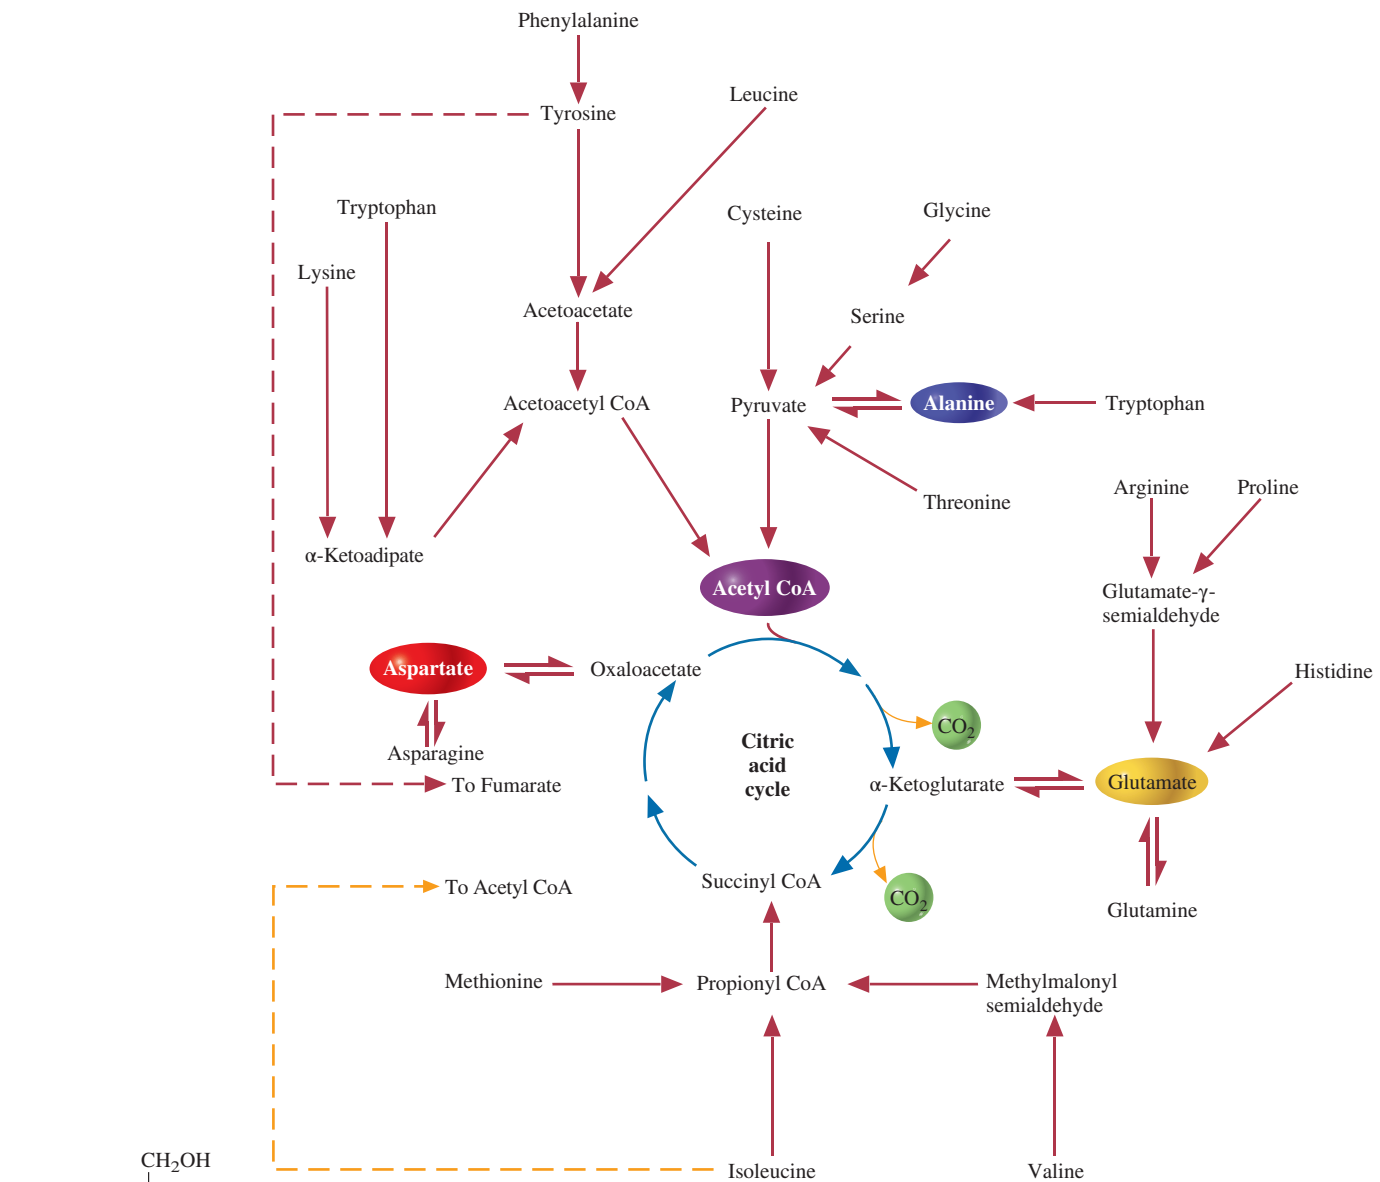 Phenylalanine
Leucine
Tyrosine
Tryptophan
Cysteine
Glycine
Lysine
Acetoacetate
Serine
Acetoacetyl CoA
Pyruvate
Alanine
Tryptophan
Threonine
Arginine
Proline
α-Ketoadipate
Acetyl CoA
Glutamate-γ-
semialdehyde
Aspartate
Oxaloacetate
Histidine
CO₂
Citric
acid
cycle
Asparagine
To Fumarate
α-Ketoglutarate
Glutamate
Succinyl CoA
To Acetyl CoA
CO₂
Glutamine
Methionine
Propionyl CoA
Methylmalonyl
semialdehyde
CH₂OH
Isoleucine
Valine